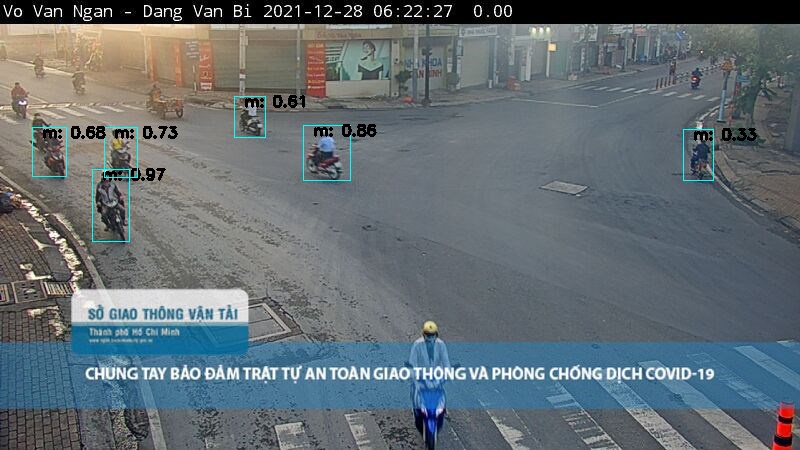 Vo Van Ngan - Dang Van Bi 2021-12-28 06:22:27 0.00
m: 0.61
m: 0.68
m: 0.73
m: 0.86
m: 0.33
m: 0.97
SỞ GIAO THÔNG VẬN TẢI
Thành phố Hồ Chí Minh
CHUNG TAY BẢO ĐẢM TRẬT TỰ AN TOÀN GIAO THÔNG VÀ PHÒNG CHỐNG DỊCH COVID-19